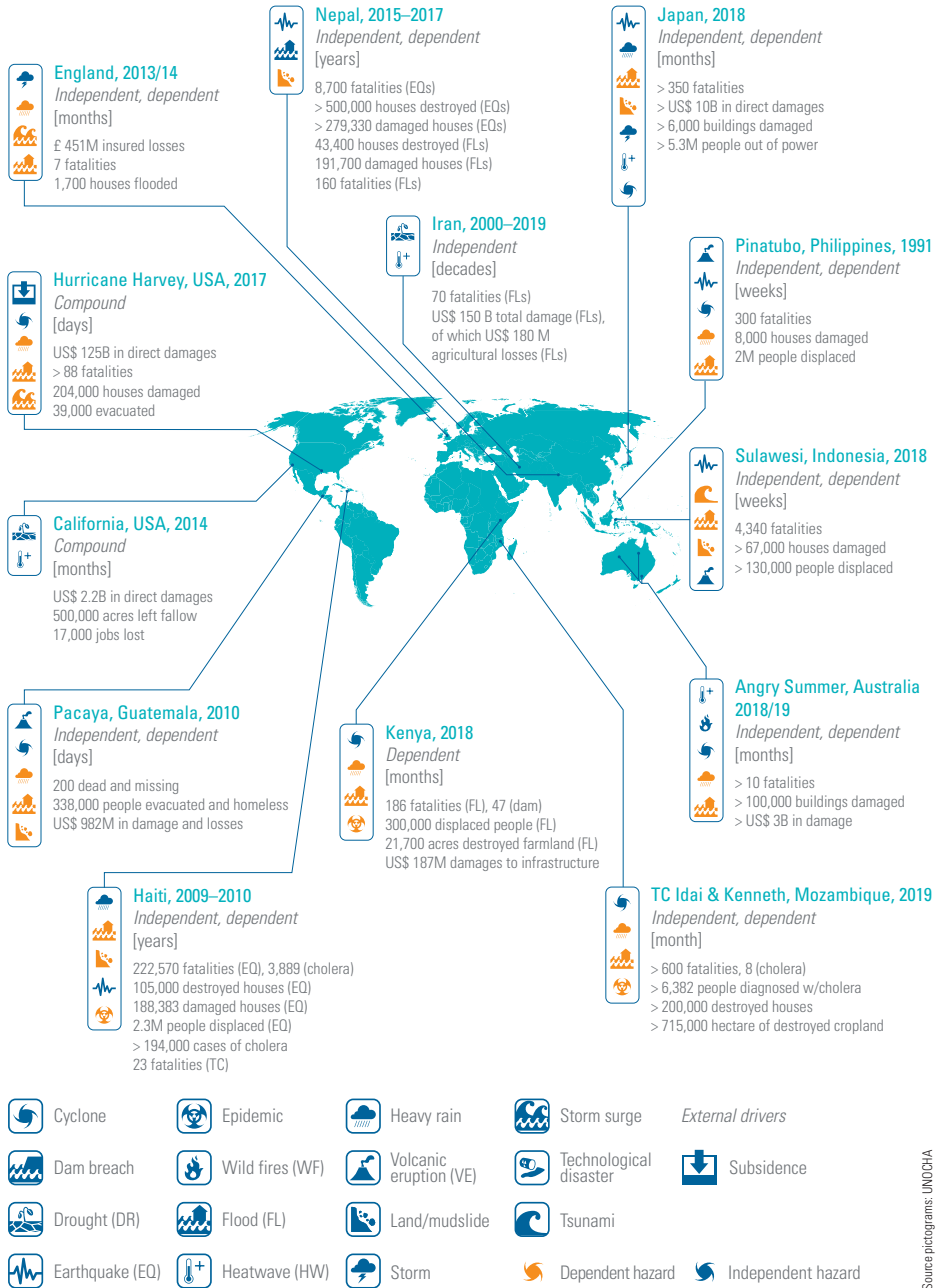 Nepal, 2015–2017
Independent, dependent
[years]
8,700 fatalities (EQs)
> 500,000 houses destroyed (EQs)
> 279,330 damaged houses (EQs)
43,400 houses destroyed (FLs)
191,700 damaged houses (FLs)
160 fatalities (FLs)
Japan, 2018
Independent, dependent
[months]
> 350 fatalities
> US$ 10B in direct damages
> 6,000 buildings damaged
> 5.3M people out of power
England, 2013/14
Independent, dependent
[months]
£ 451M insured losses
7 fatalities
1,700 houses flooded
Iran, 2000–2019
Independent
[decades]
70 fatalities (FLs)
US$ 150 B total damage (FLs),
of which US$ 180 M
agricultural losses (FLs)
Pinatubo, Philippines, 1991
Independent, dependent
[weeks]
300 fatalities
8,000 houses damaged
2M people displaced
Hurricane Harvey, USA, 2017
Compound
[days]
US$ 125B in direct damages
> 88 fatalities
204,000 houses damaged
39,000 evacuated
Sulawesi, Indonesia, 2018
Independent, dependent
[weeks]
4,340 fatalities
> 67,000 houses damaged
> 130,000 people displaced
California, USA, 2014
Compound
[months]
US$ 2.2B in direct damages
500,000 acres left fallow
17,000 jobs lost
Angry Summer, Australia
2018/19
Independent, dependent
[months]
> 10 fatalities
> 100,000 buildings damaged
> US$ 3B in damage
Pacaya, Guatemala, 2010
Independent, dependent
[days]
200 dead and missing
338,000 people evacuated and homeless
US$ 982M in damage and losses
Kenya, 2018
Dependent
[months]
186 fatalities (FL), 47 (dam)
300,000 displaced people (FL)
21,700 acres destroyed farmland (FL)
US$ 187M damages to infrastructure
Haiti, 2009–2010
Independent, dependent
[years]
222,570 fatalities (EQ), 3,889 (cholera)
105,000 destroyed houses (EQ)
188,383 damaged houses (EQ)
2.3M people displaced (EQ)
> 194,000 cases of cholera
23 fatalities (TC)
TC Idai & Kenneth, Mozambique, 2019
Independent, dependent
[month]
> 600 fatalities, 8 (cholera)
> 6,382 people diagnosed w/cholera
> 200,000 destroyed houses
> 715,000 hectare of destroyed cropland
Cyclone
Epidemic
Heavy rain
Storm surge
External drivers
Dam breach
Wild fires (WF)
Volcanic
eruption (VE)
Technological
disaster
Subsidence
Drought (DR)
Flood (FL)
Land/mudslide
Tsunami
Earthquake (EQ)
Heatwave (HW)
Storm
Dependent hazard
Independent hazard
Source pictograms: UNOCHA